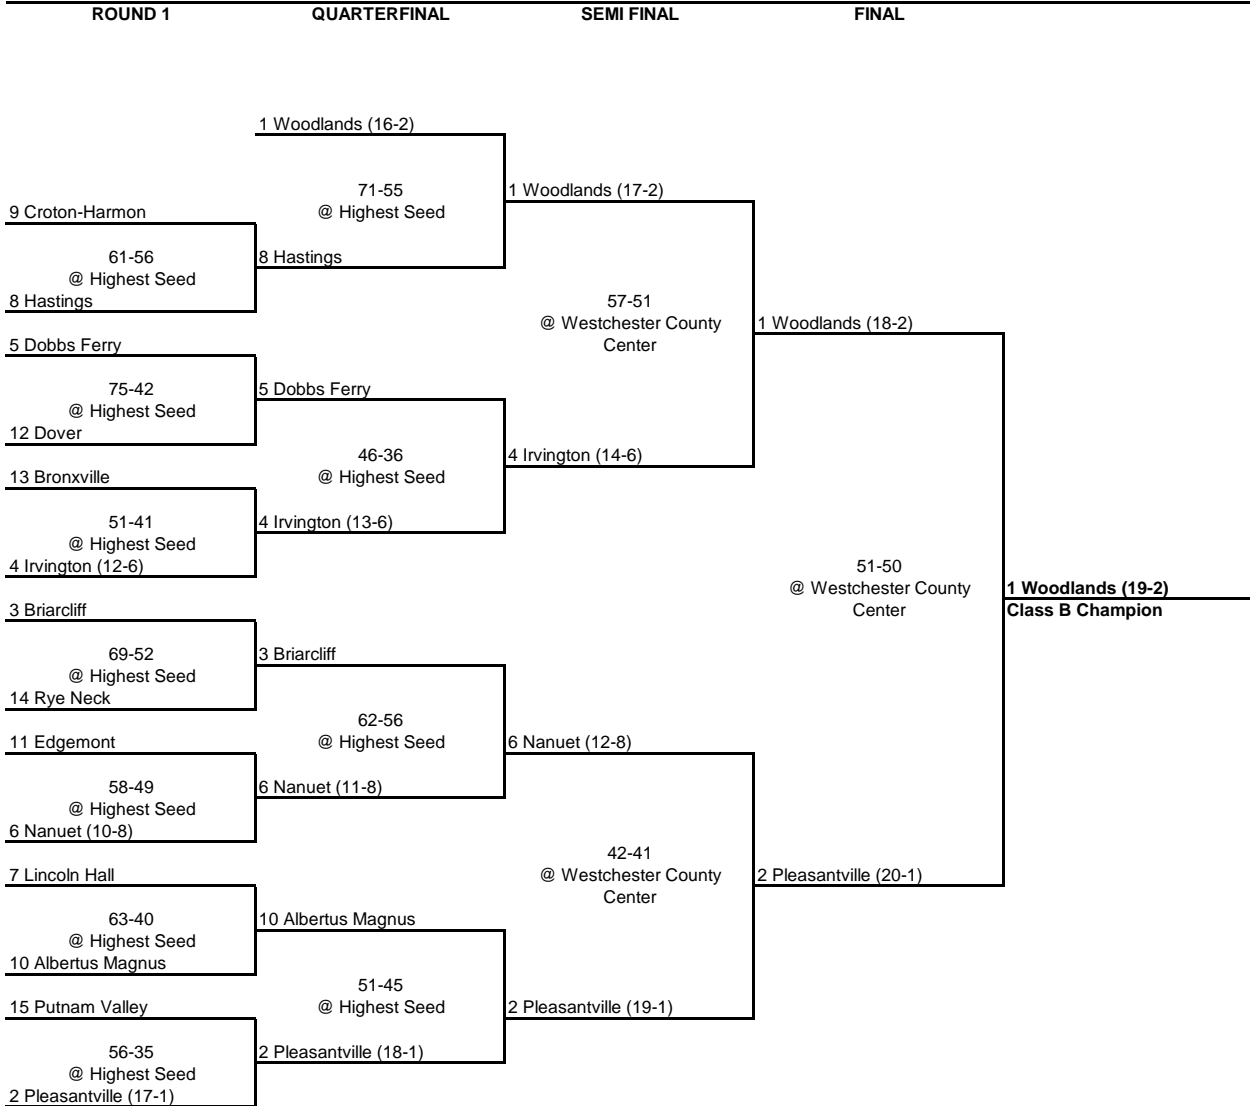 ROUND 1 QUARTERFINAL SEMI FINAL FINAL
1 Woodlands (16-2)
71-55
@ Highest Seed
1 Woodlands (17-2)
9 Croton-Harmon
61-56
@ Highest Seed
8 Hastings
8 Hastings
57-51
@ Westchester County
Center
1 Woodlands (18-2)
5 Dobbs Ferry
75-42
@ Highest Seed
5 Dobbs Ferry
12 Dover
46-36
@ Highest Seed
4 Irvington (14-6)
13 Bronxville
51-41
@ Highest Seed
4 Irvington (13-6)
4 Irvington (12-6)
51-50
@ Westchester County
Center
1 Woodlands (19-2)
Class B Champion
3 Briarcliff
69-52
@ Highest Seed
3 Briarcliff
14 Rye Neck
62-56
@ Highest Seed
6 Nanuet (12-8)
11 Edgemont
58-49
@ Highest Seed
6 Nanuet (11-8)
6 Nanuet (10-8)
42-41
@ Westchester County
Center
2 Pleasantville (20-1)
7 Lincoln Hall
63-40
@ Highest Seed
10 Albertus Magnus
10 Albertus Magnus
51-45
@ Highest Seed
2 Pleasantville (19-1)
15 Putnam Valley
56-35
@ Highest Seed
2 Pleasantville (18-1)
2 Pleasantville (17-1)